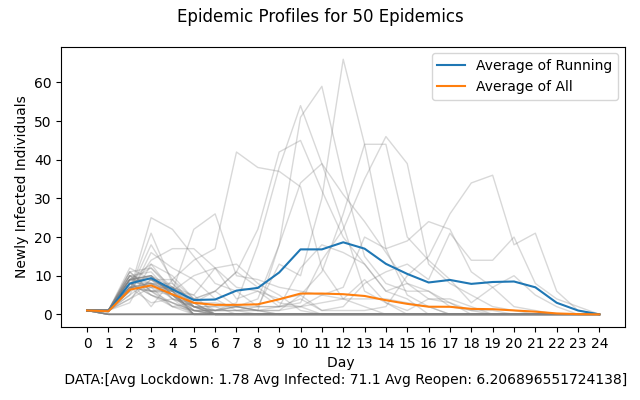 Epidemic Profiles for 50 Epidemics
Average of Running
Average of All
Newly Infected Individuals
60
50
40
30
20
10
0
0 1 2 3 4 5 6 7 8 9 10 11 12 13 14 15 16 17 18 19 20 21 22 23 24
Day
DATA:[Avg Lockdown: 1.78 Avg Infected: 71.1 Avg Reopen: 6.206896551724138]